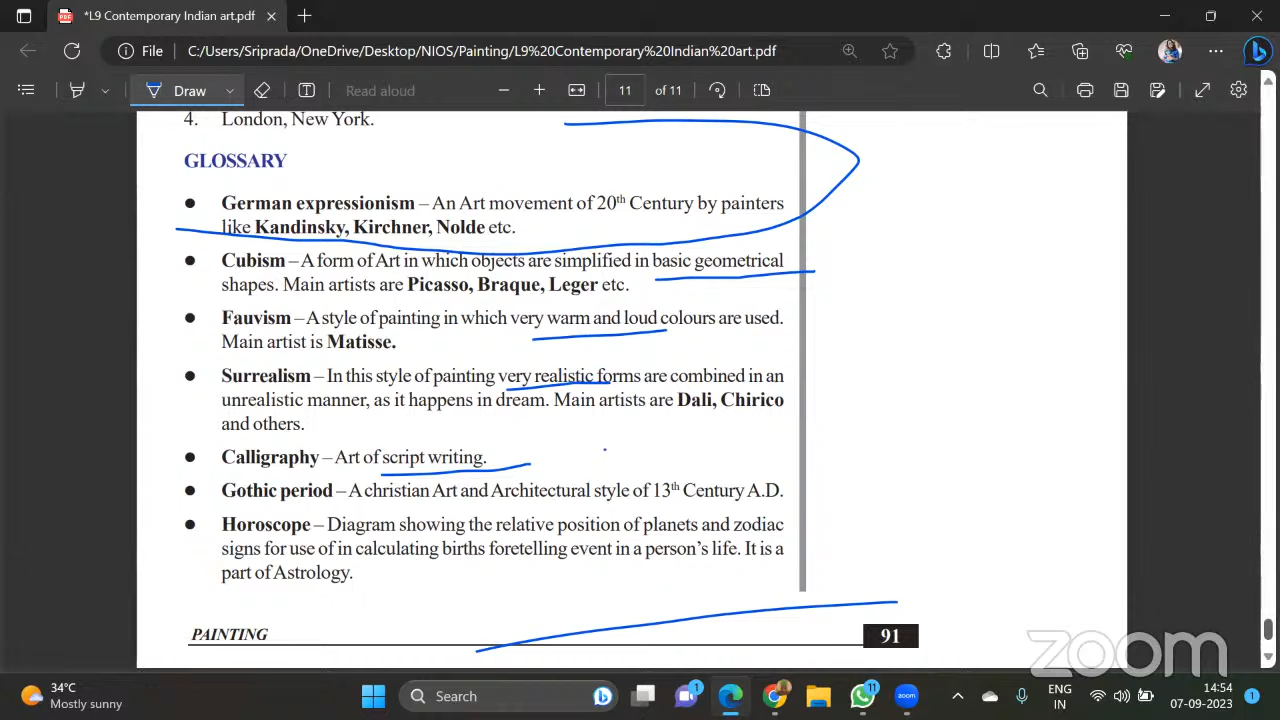 *L9 Contemporary Indian art.pdf
File
C:/Users/Sriprada/OneDrive/Desktop/NIOS/Painting/L9%20Contemporary%20Indian%20art.pdf
Draw
Read aloud
11
of 11
4. London, New York.
GLOSSARY
● German expressionism – An Art movement of 20th Century by painters
like Kandinsky, Kirchner, Nolde etc.
● Cubism – A form of Art in which objects are simplified in basic geometrical
shapes. Main artists are Picasso, Braque, Leger etc.
● Fauvism – A style of painting in which very warm and loud colours are used.
Main artist is Matisse.
● Surrealism – In this style of painting very realistic forms are combined in an
unrealistic manner, as it happens in dream. Main artists are Dali, Chirico
and others.
● Calligraphy – Art of script writing.
● Gothic period – A christian Art and Architectural style of 13th Century A.D.
● Horoscope – Diagram showing the relative position of planets and zodiac
signs for use of in calculating births foretelling event in a person's life. It is a
part of Astrology.
PAINTING
91
zoom
34°C
Mostly sunny
Search
1
11
zoom
ENG
IN
14:54
07-09-2023
1